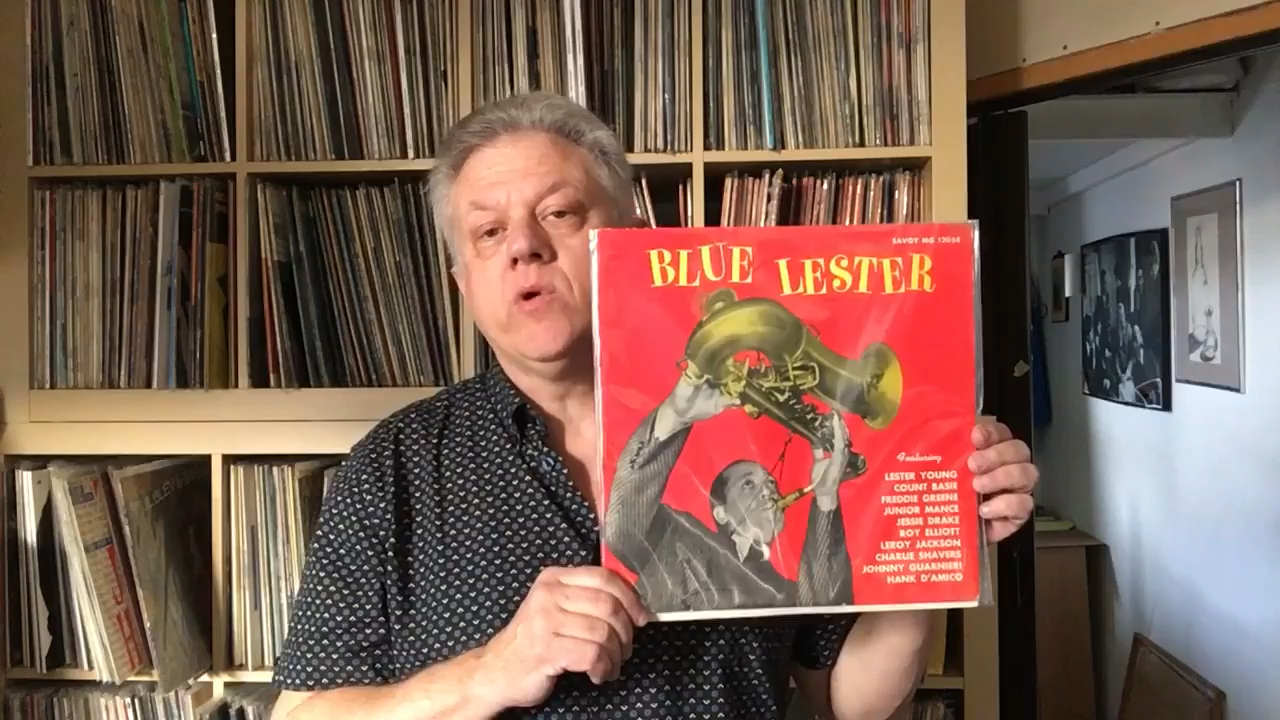 SAVOY MG 12068
BLUE LESTER
Featuring
LESTER YOUNG
COUNT BASIE
FREDDIE GREENE
JUNIOR MANCE
JESSIE DRAKE
ROY ELLIOTT
LEROY JACKSON
CHARLIE SHAVERS
JOHNNY GUARNIERI
HANK D'AMICO